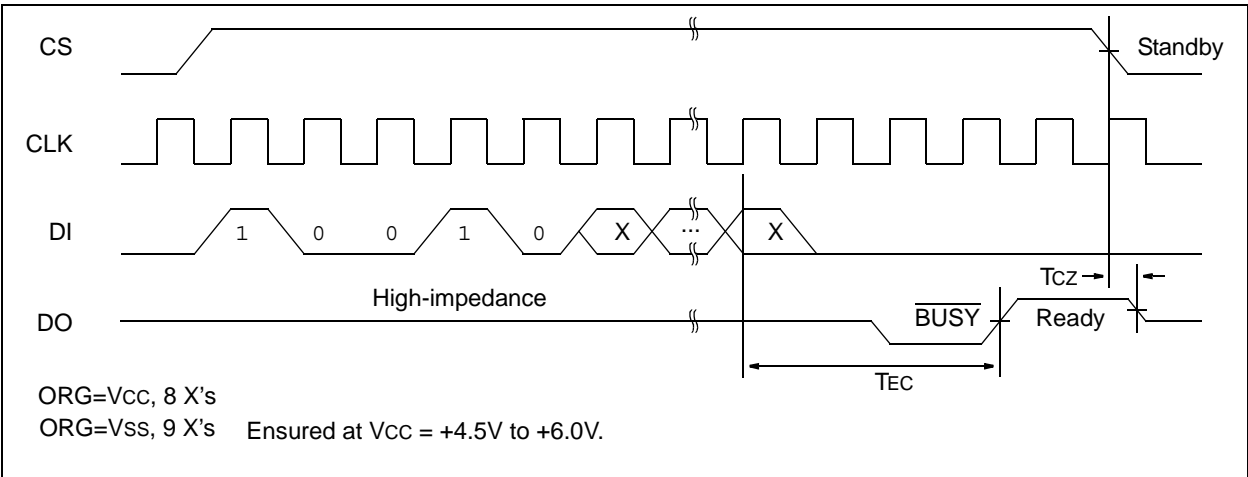 CS
Standby
CLK
DI
1 0 0 1 0 X ... X
TCZ
High-impedance
DO
BUSY
Ready
TEC
ORG=VCC, 8 X's
ORG=VSS, 9 X's
Ensured at VCC = +4.5V to +6.0V.